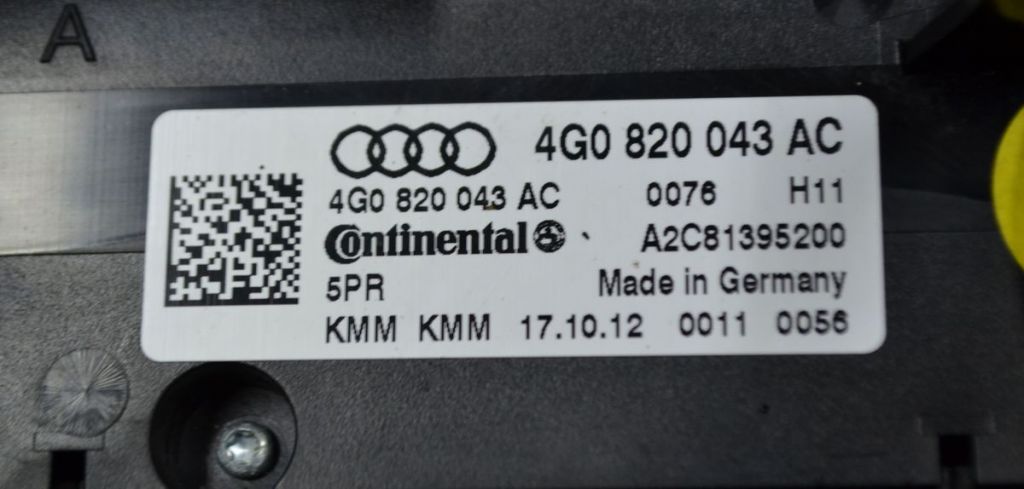 A
4G0 820 043 AC
4G0 820 043 AC 0076 H11
Continental A2C81395200
5PR Made in Germany
KMM KMM 17.10.12 0011 0056